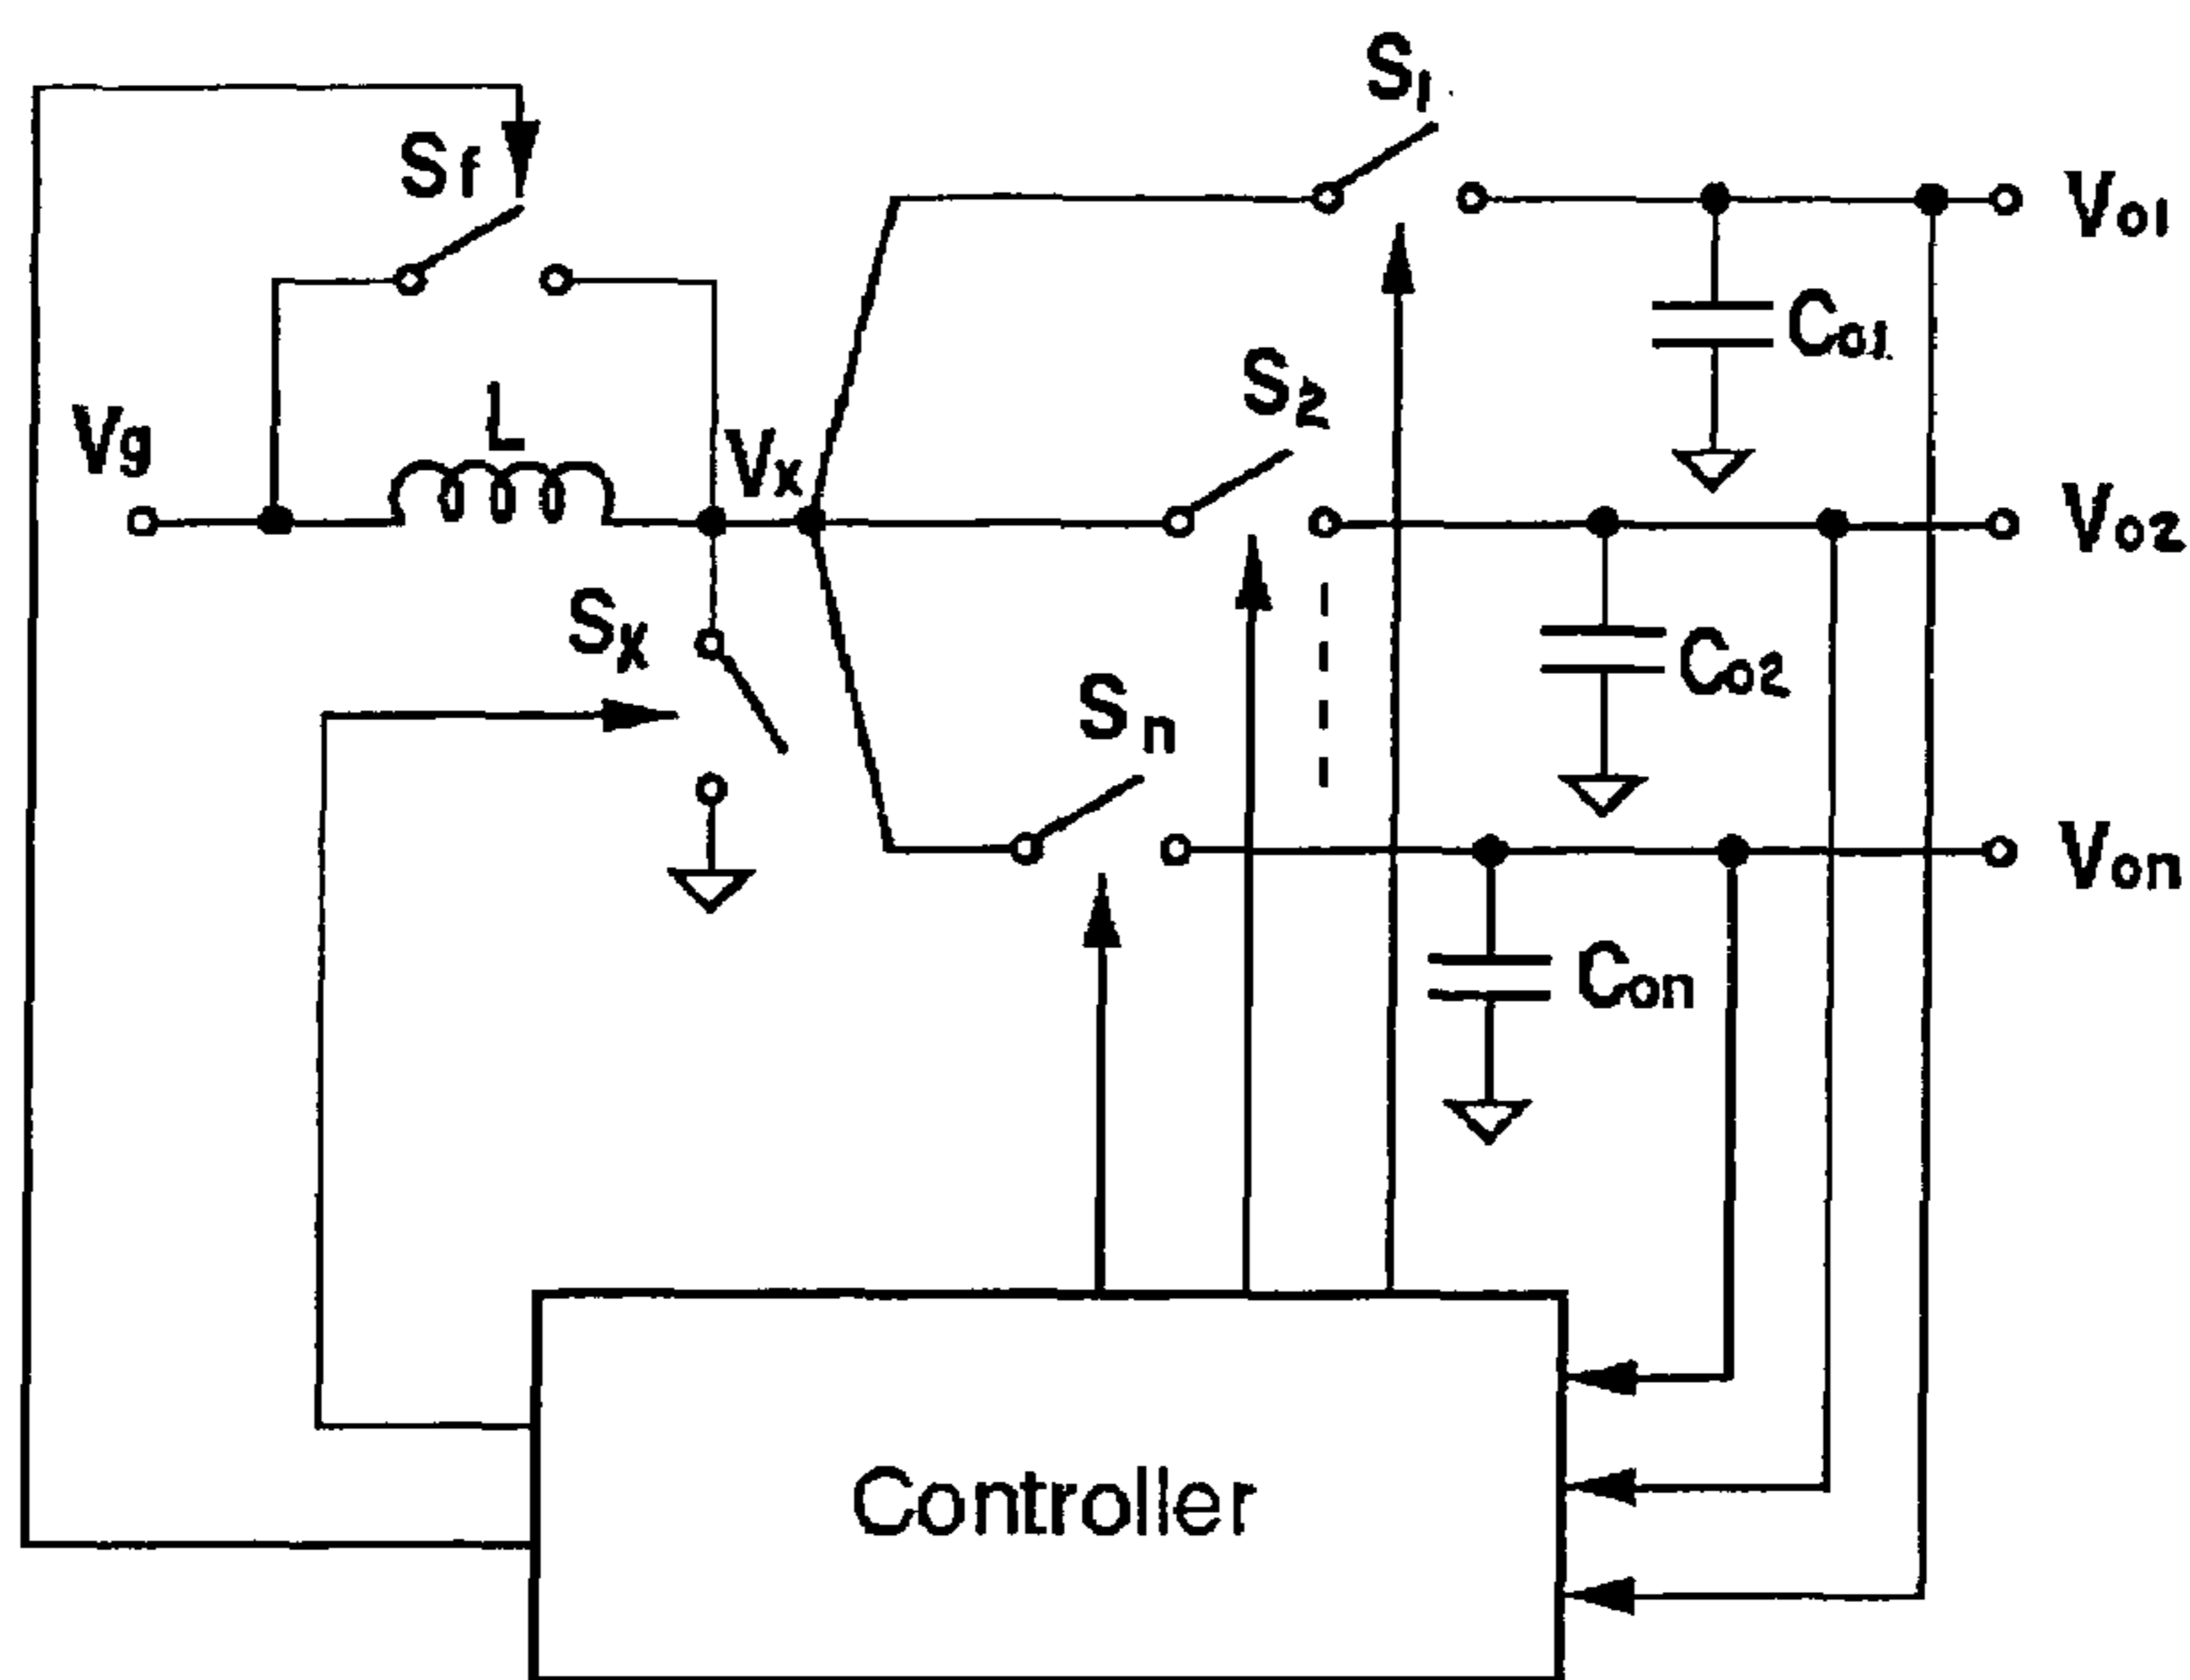 S1
Sf
Vo1
Co1
S2
L
Vg
Vx
Vo2
Sx
Co2
Sn
Von
Con
Controller